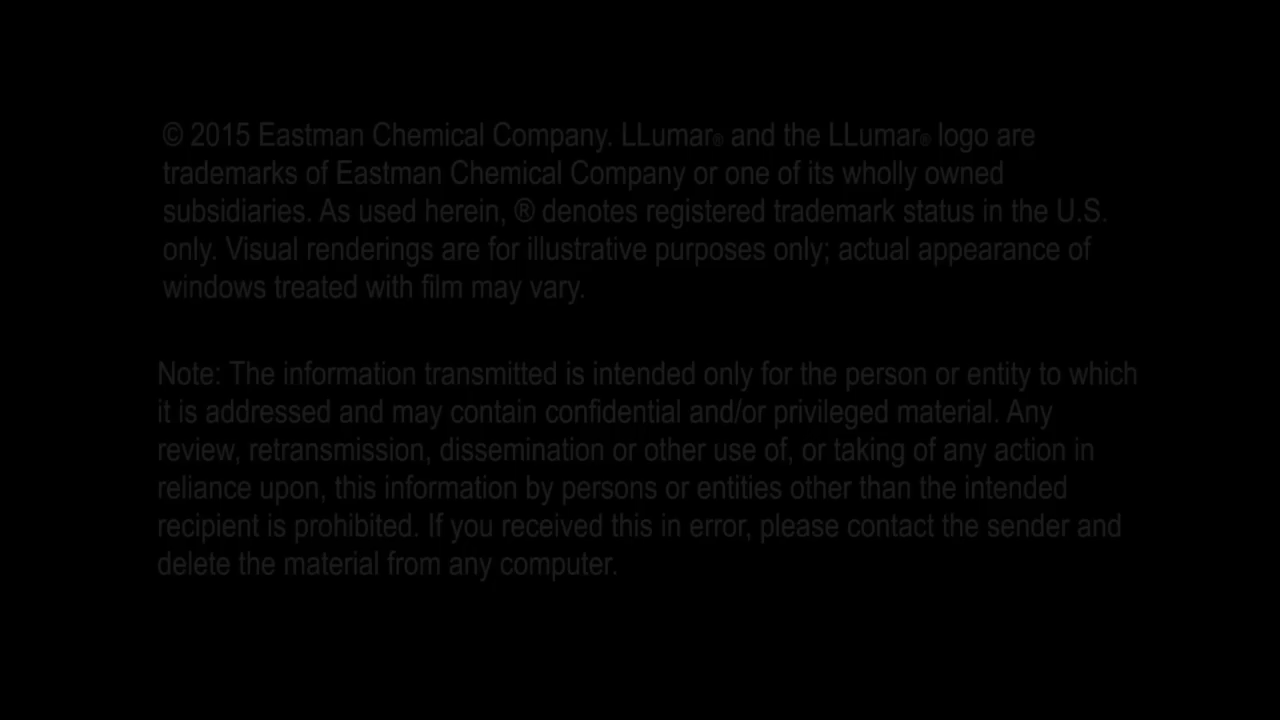 © 2015 Eastman Chemical Company. LLumar® and the LLumar® logo are
trademarks of Eastman Chemical Company or one of its wholly owned
subsidiaries. As used herein, ® denotes registered trademark status in the U.S.
only. Visual renderings are for illustrative purposes only; actual appearance of
windows treated with film may vary.
Note: The information transmitted is intended only for the person or entity to which
it is addressed and may contain confidential and/or privileged material. Any
review, retransmission, dissemination or other use of, or taking of any action in
reliance upon, this information by persons or entities other than the intended
recipient is prohibited. If you received this in error, please contact the sender and
delete the material from any computer.